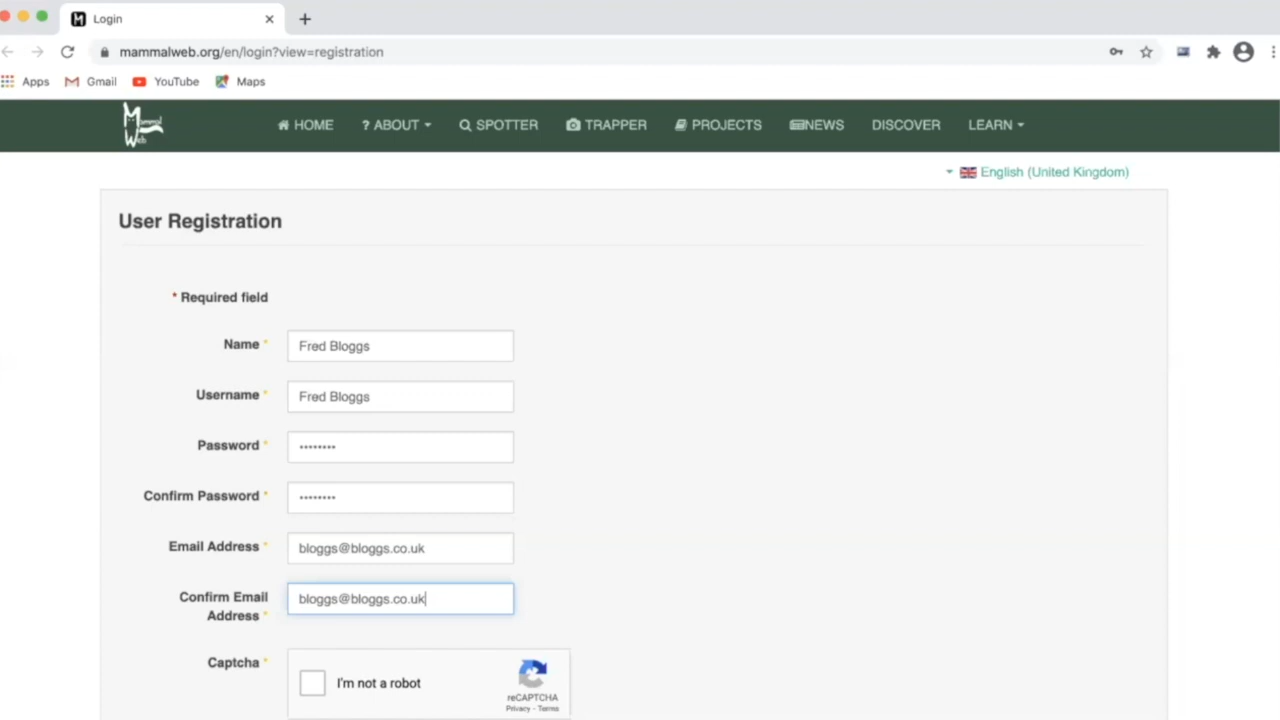 Login
mammalweb.org/en/login?view=registration
Apps Gmail YouTube Maps
Mammal Web HOME ? ABOUT SPOTTER TRAPPER PROJECTS NEWS DISCOVER LEARN
English (United Kingdom)
User Registration
* Required field
Name * Fred Bloggs
Username * Fred Bloggs
Password * ••••••••
Confirm Password * ••••••••
Email Address * bloggs@bloggs.co.uk
Confirm Email Address * bloggs@bloggs.co.uk
Captcha * I'm not a robot
reCAPTCHA
Privacy - Terms